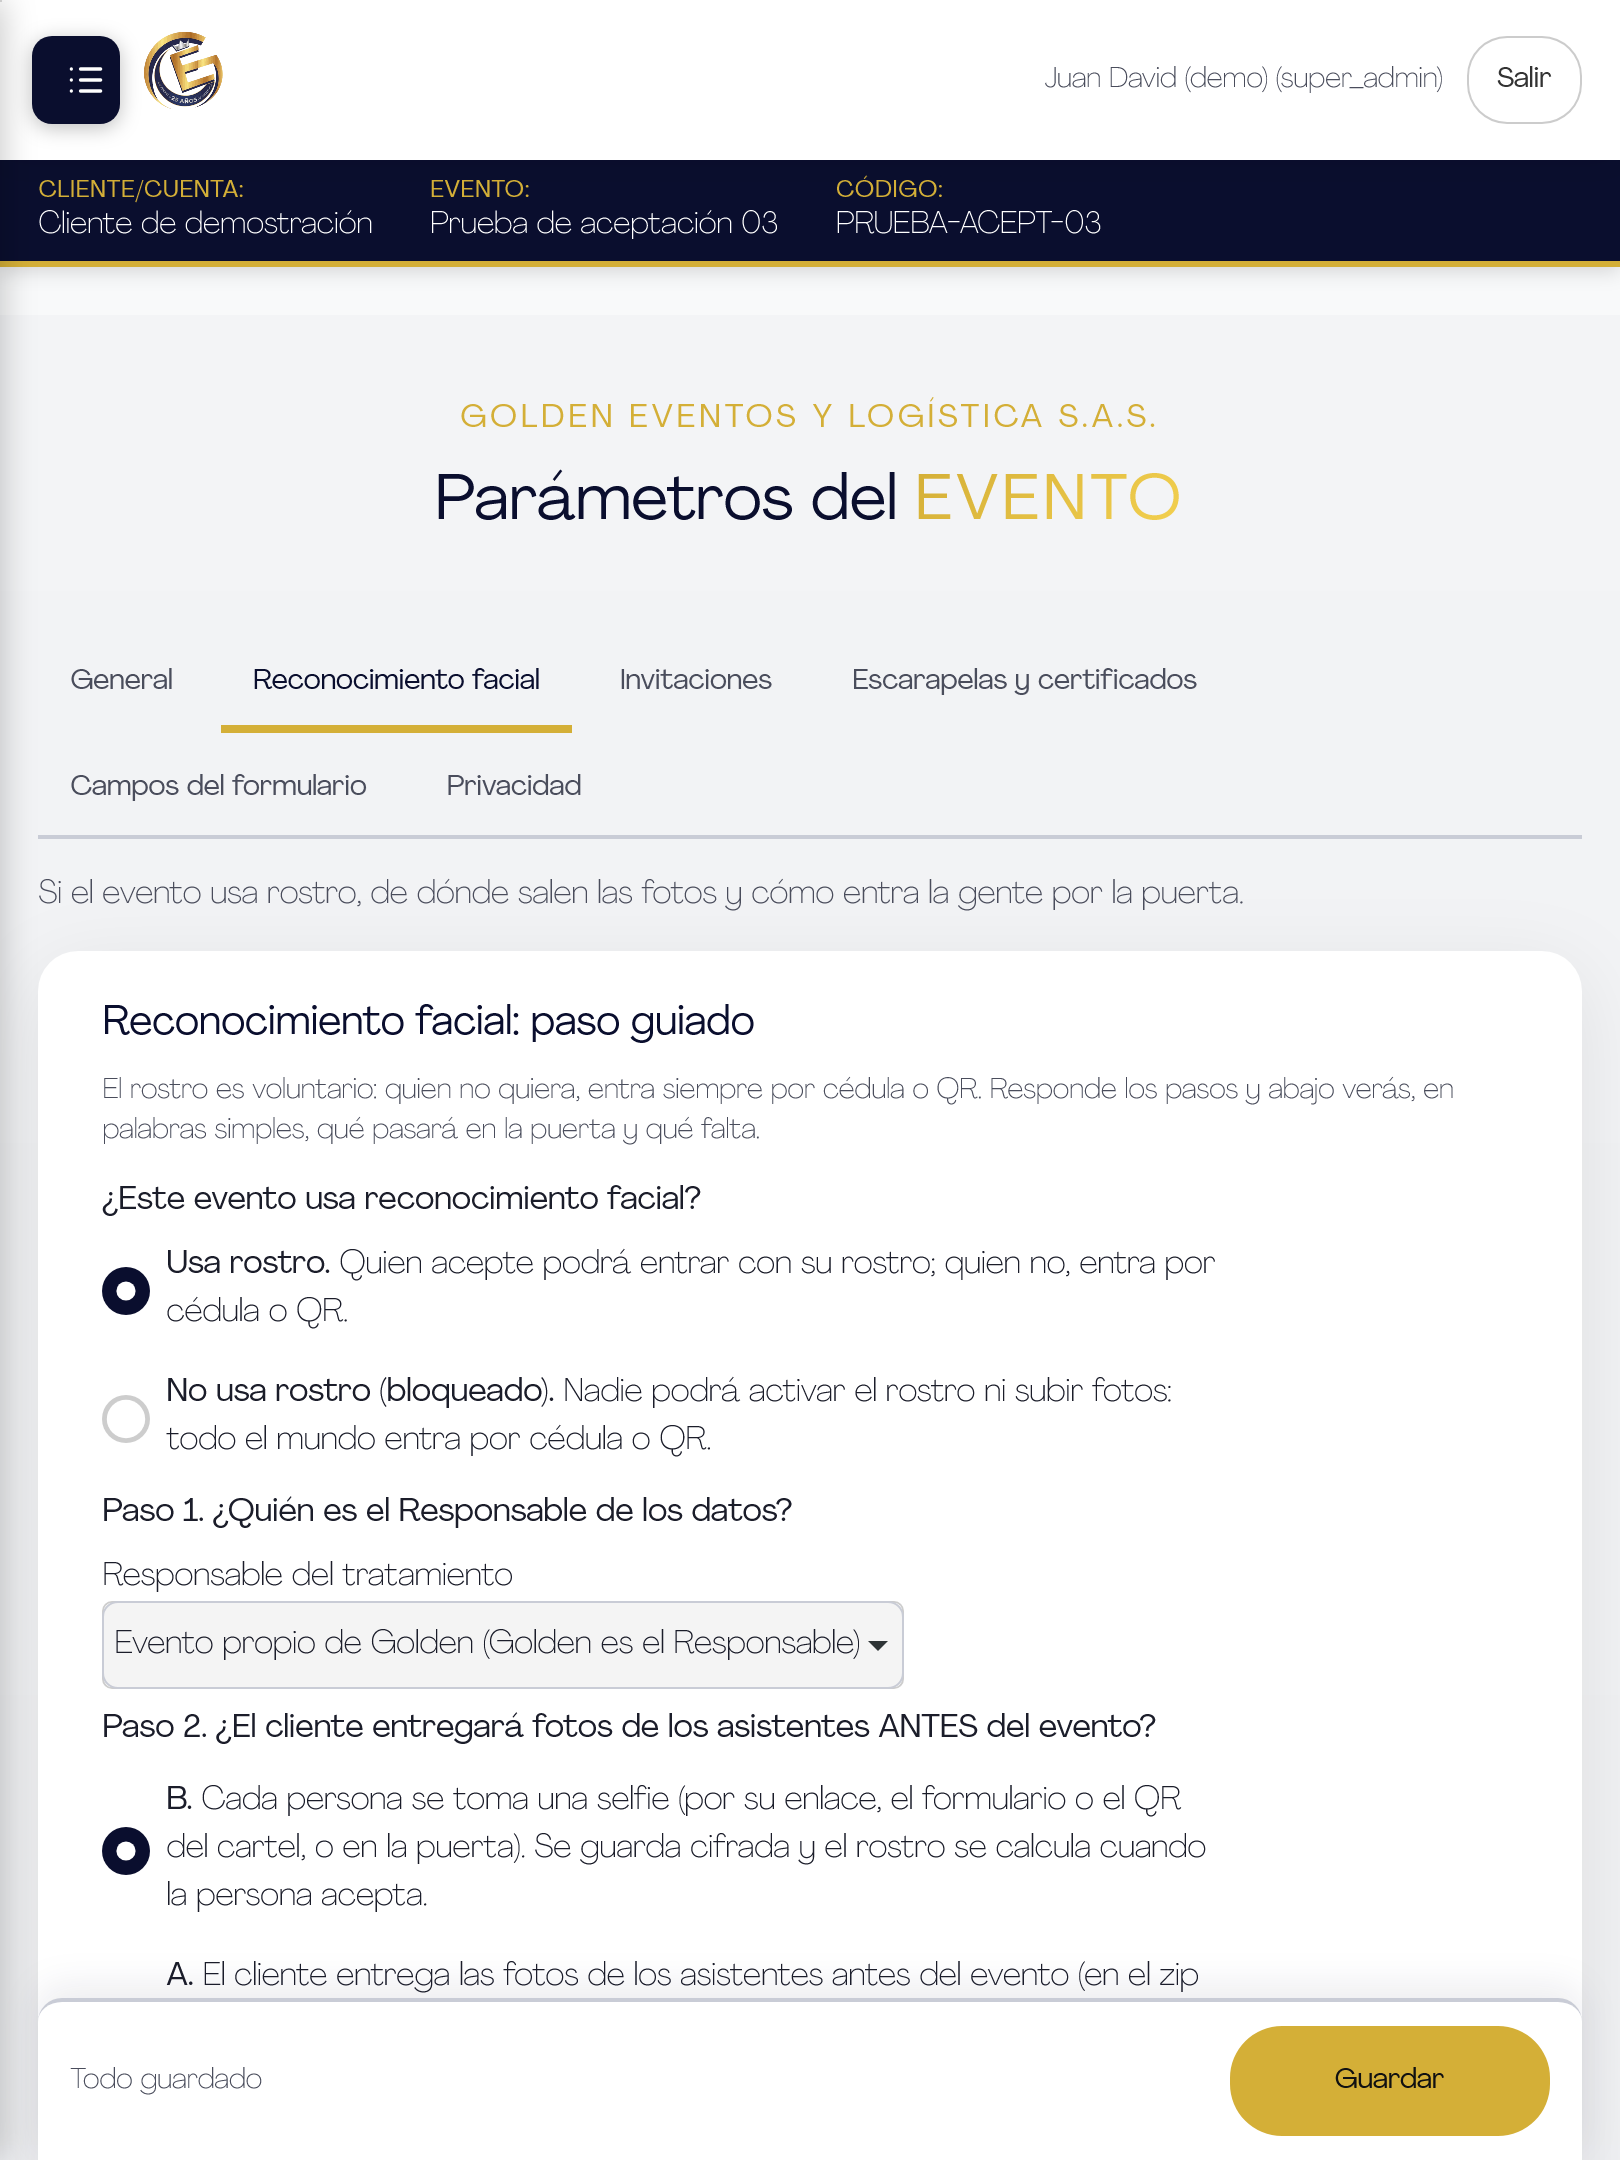 Juan David (demo) (super_admin)
Salir
CLIENTE/CUENTA:
Cliente de demostración
EVENTO:
Prueba de aceptación 03
CÓDIGO:
PRUEBA-ACEPT-03
GOLDEN EVENTOS Y LOGÍSTICA S.A.S.
Parámetros del EVENTO
General
Reconocimiento facial
Invitaciones
Escarapelas y certificados
Campos del formulario
Privacidad
Si el evento usa rostro, de dónde salen las fotos y cómo entra la gente por la puerta.
Reconocimiento facial: paso guiado
El rostro es voluntario: quien no quiera, entra siempre por cédula o QR. Responde los pasos y abajo verás, en
palabras simples, qué pasará en la puerta y qué falta.
¿Este evento usa reconocimiento facial?
Usa rostro. Quien acepte podrá entrar con su rostro; quien no, entra por
cédula o QR.
No usa rostro (bloqueado). Nadie podrá activar el rostro ni subir fotos:
todo el mundo entra por cédula o QR.
Paso 1. ¿Quién es el Responsable de los datos?
Responsable del tratamiento
Evento propio de Golden (Golden es el Responsable)
Paso 2. ¿El cliente entregará fotos de los asistentes ANTES del evento?
B. Cada persona se toma una selfie (por su enlace, el formulario o el QR
del cartel, o en la puerta). Se guarda cifrada y el rostro se calcula cuando
la persona acepta.
A. El cliente entrega las fotos de los asistentes antes del evento (en el zip
Todo guardado
Guardar